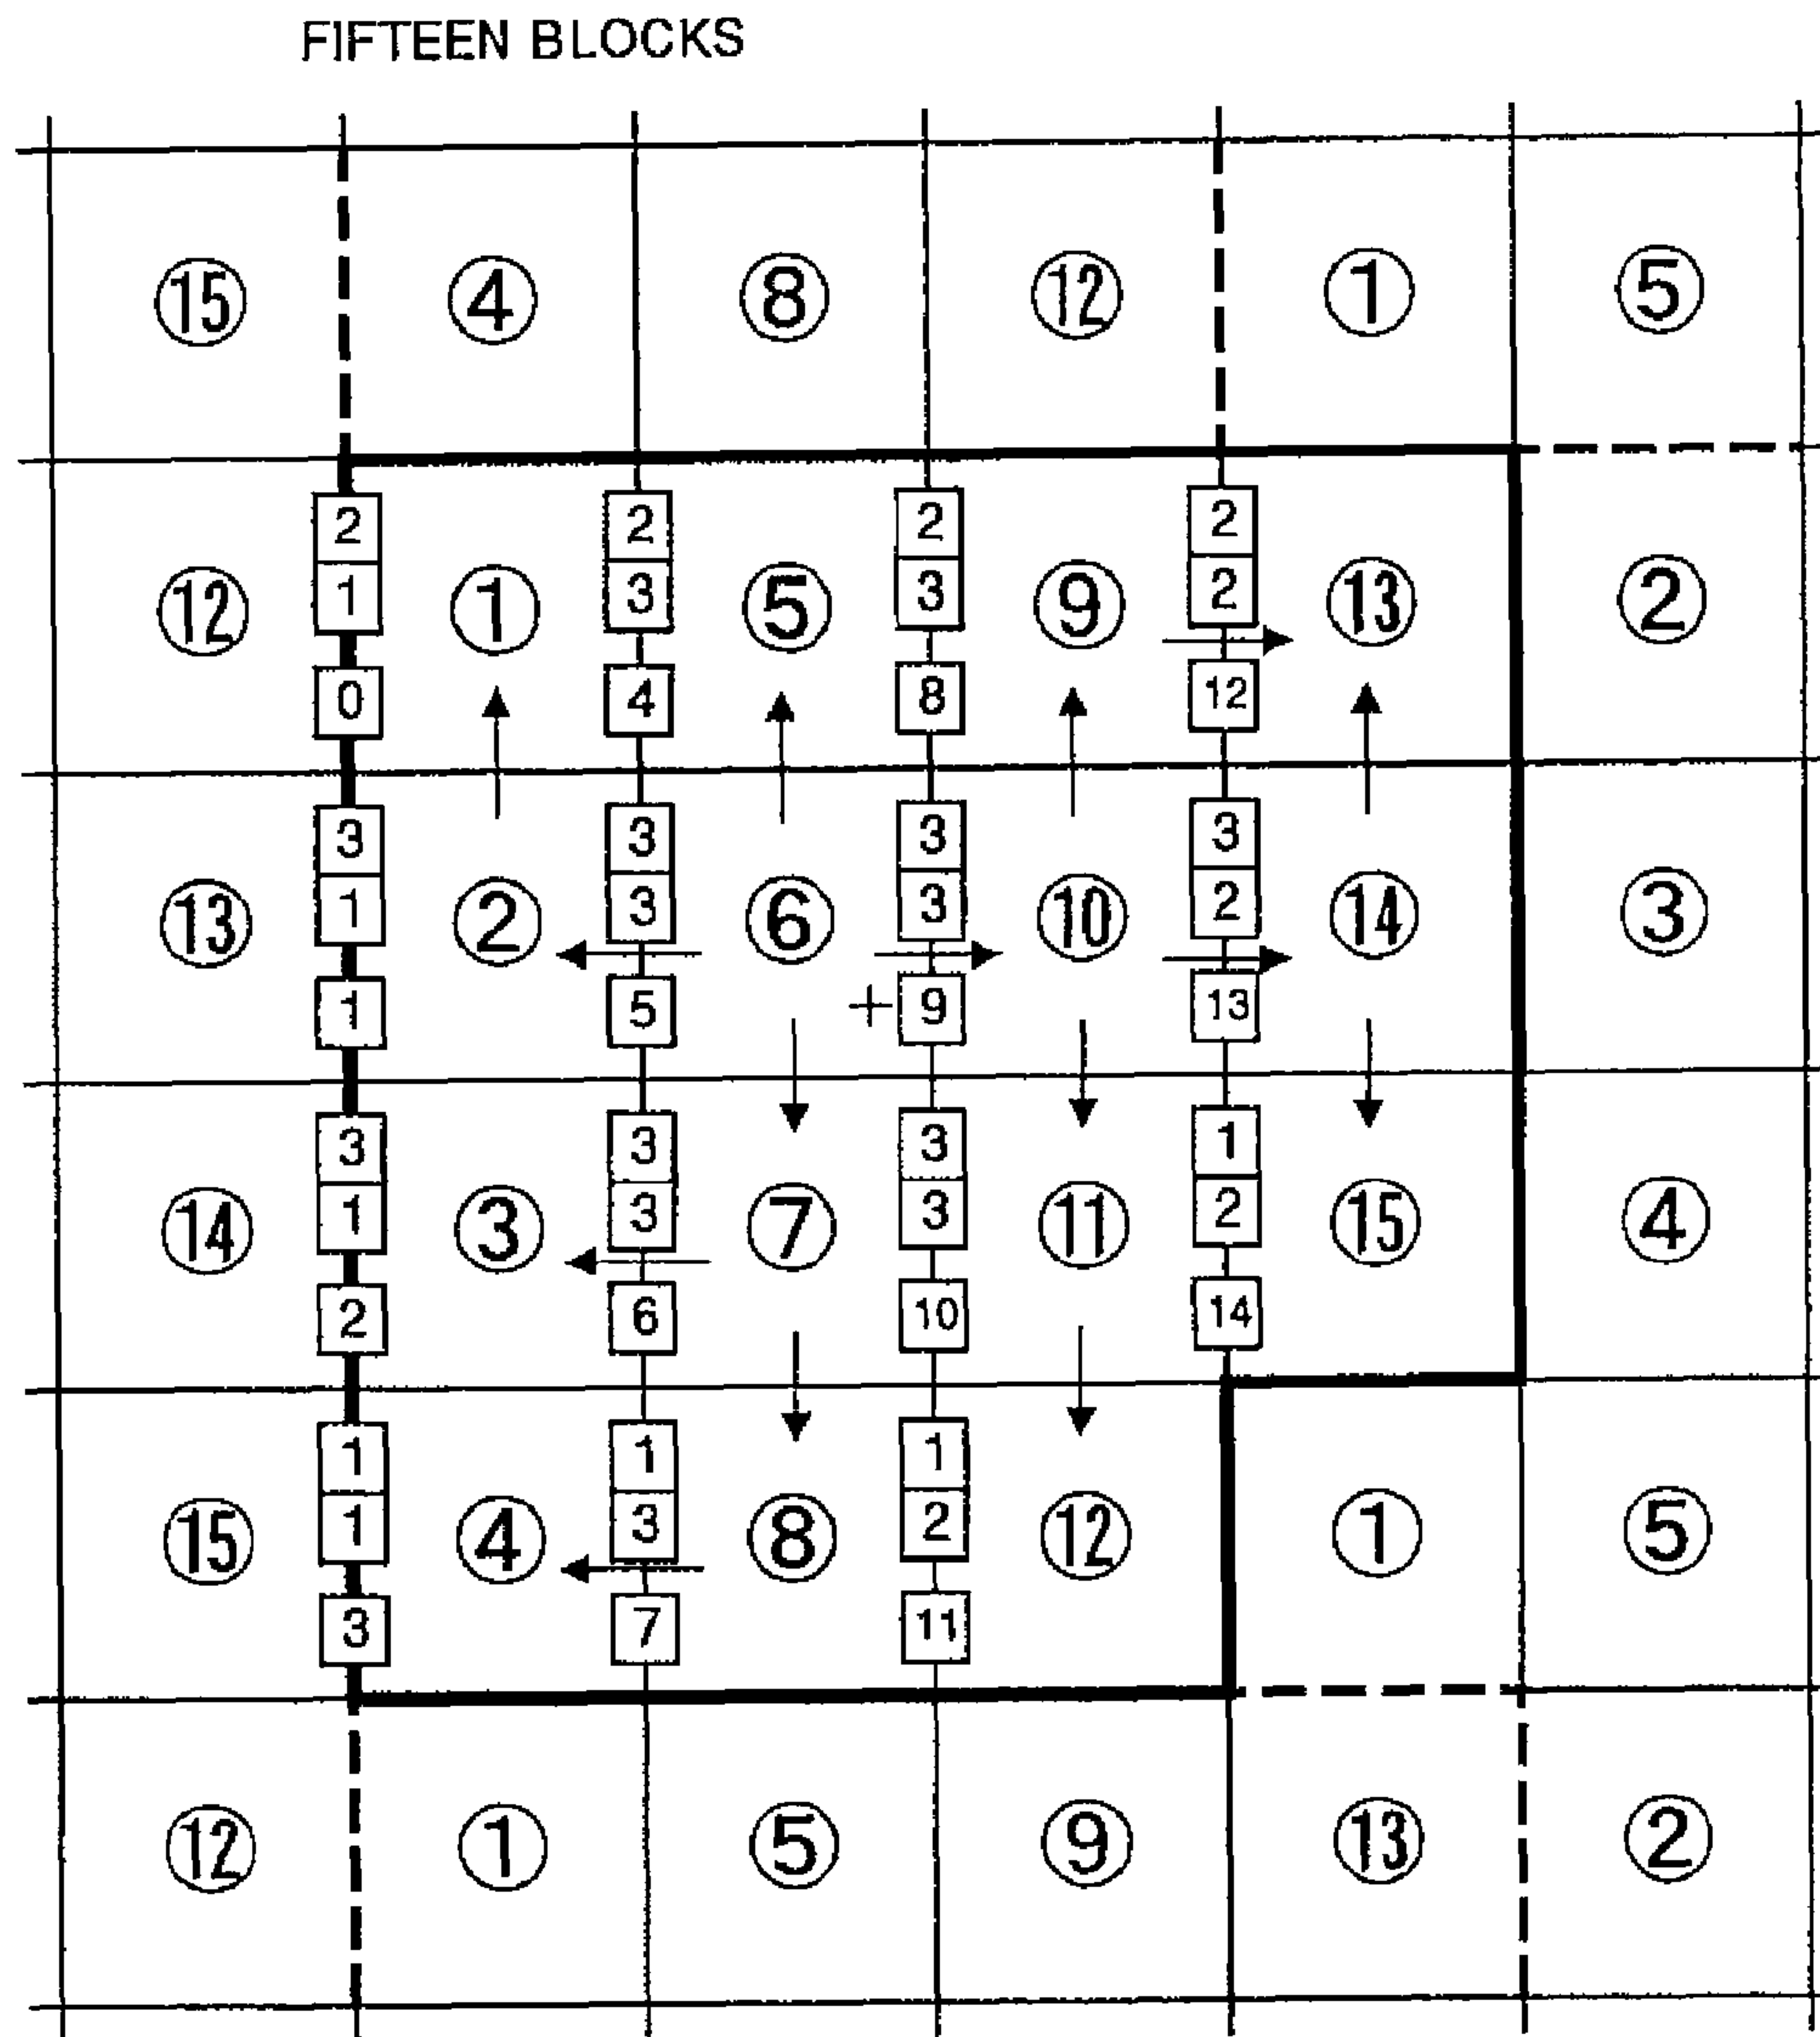 FIFTEEN BLOCKS
⑮ ④ ⑧ ⑫ ① ⑤
2 2 2 2
⑫ 1 ① 3 ⑤ 3 ⑨ 2 ⑬ ②
0 4 8 12
3 3 3 3
⑬ 1 ② 3 ⑥ 3 ⑩ 2 ⑭ ③
1 5 + 9 13
3 3 3 1
⑭ 1 ③ 3 ⑦ 3 ⑪ 2 ⑮ ④
2 6 10 14
1 1 1
⑮ 1 ④ 3 ⑧ 2 ⑫ ① ⑤
3 7 11
⑫ ① ⑤ ⑨ ⑬ ②